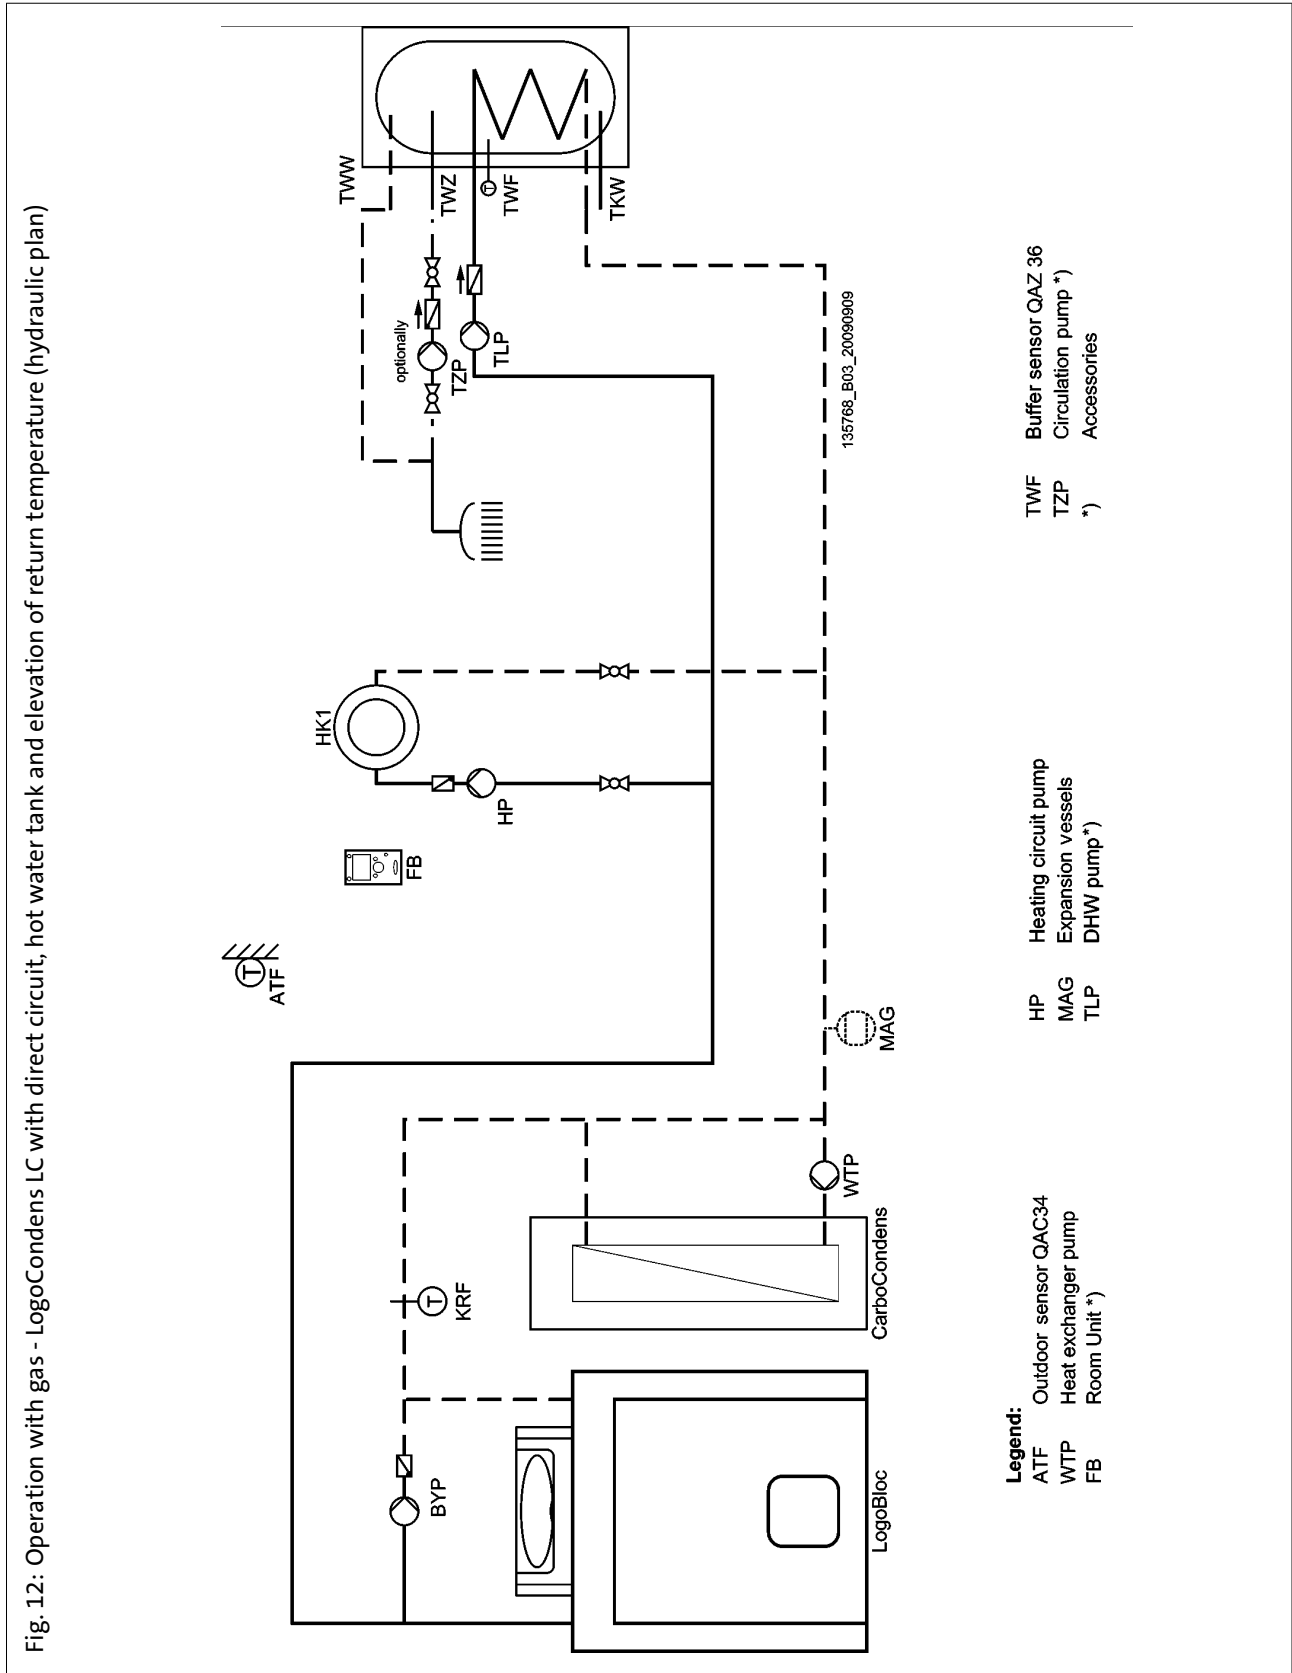 Fig. 12: Operation with gas - LogoCondens LC with direct circuit, hot water tank and elevation of return temperature (hydraulic plan)
ATF
FB
HK1
HP
optionally
TZP
TLP
TWW
TWZ
TWF
TKW
BYP
KRF
LogoBloc
CarboCondens
WTP
MAG
135768_B03_20090909
Legend:
ATF Outdoor sensor QAC34
WTP Heat exchanger pump
FB Room Unit *)
HP Heating circuit pump
MAG Expansion vessels
TLP DHW pump*)
TWF Buffer sensor QAZ 36
TZP Circulation pump *)
*) Accessories
T
T
T